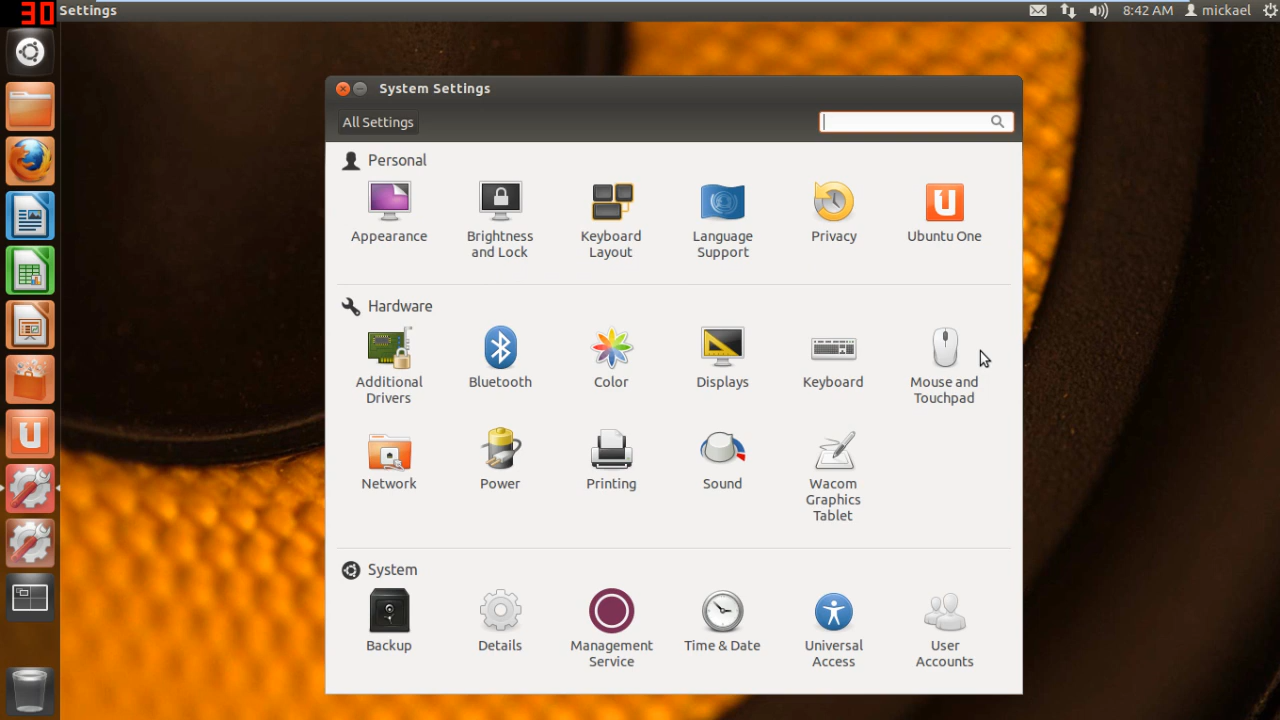 30
Settings
8:42 AM
mickael
System Settings
All Settings
Personal
Appearance
Brightness
and Lock
Keyboard
Layout
Language
Support
Privacy
Ubuntu One
Hardware
Additional
Drivers
Bluetooth
Color
Displays
Keyboard
Mouse and
Touchpad
Network
Power
Printing
Sound
Wacom
Graphics
Tablet
System
Backup
Details
Management
Service
Time & Date
Universal
Access
User
Accounts